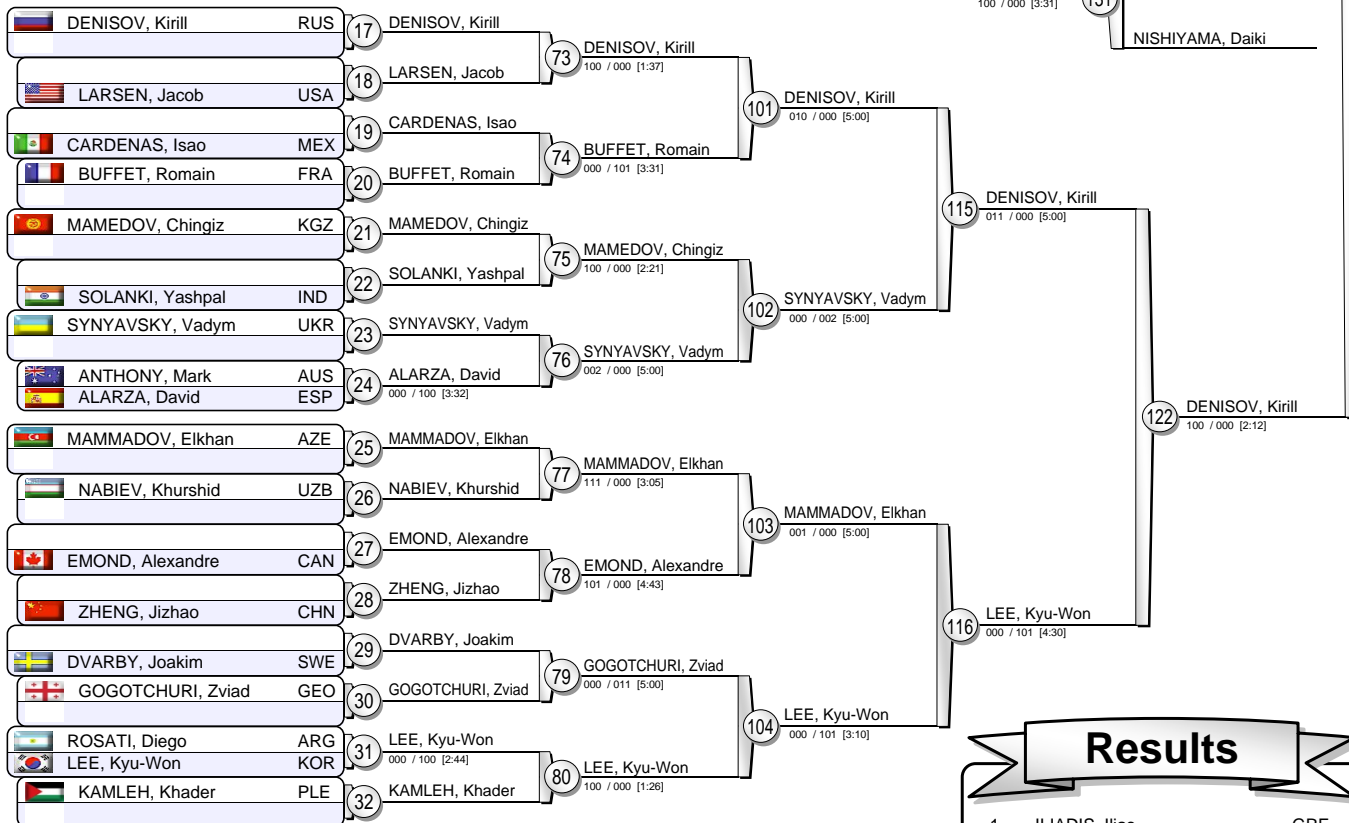 100 / 000 [3:31]
151
NISHIYAMA, Daiki
DENISOV, Kirill RUS
LARSEN, Jacob USA
CARDENAS, Isao MEX
BUFFET, Romain FRA
MAMEDOV, Chingiz KGZ
SOLANKI, Yashpal IND
SYNYAVSKY, Vadym UKR
ANTHONY, Mark AUS
ALARZA, David ESP
MAMMADOV, Elkhan AZE
NABIEV, Khurshid UZB
EMOND, Alexandre CAN
ZHENG, Jizhao CHN
DVARBY, Joakim SWE
GOGOTCHURI, Zviad GEO
ROSATI, Diego ARG
LEE, Kyu-Won KOR
KAMLEH, Khader PLE
17 DENISOV, Kirill
18 LARSEN, Jacob
19 CARDENAS, Isao
20 BUFFET, Romain
21 MAMEDOV, Chingiz
22 SOLANKI, Yashpal
23 SYNYAVSKY, Vadym
24 ALARZA, David
000 / 100 [3:32]
25 MAMMADOV, Elkhan
26 NABIEV, Khurshid
27 EMOND, Alexandre
28 ZHENG, Jizhao
29 DVARBY, Joakim
30 GOGOTCHURI, Zviad
31 LEE, Kyu-Won
000 / 100 [2:44]
32 KAMLEH, Khader
73 DENISOV, Kirill
100 / 000 [1:37]
74 BUFFET, Romain
000 / 101 [3:31]
75 MAMEDOV, Chingiz
100 / 000 [2:21]
76 SYNYAVSKY, Vadym
002 / 000 [5:00]
77 MAMMADOV, Elkhan
111 / 000 [3:05]
78 EMOND, Alexandre
101 / 000 [4:43]
79 GOGOTCHURI, Zviad
000 / 011 [5:00]
80 LEE, Kyu-Won
100 / 000 [1:26]
101 DENISOV, Kirill
010 / 000 [5:00]
102 SYNYAVSKY, Vadym
000 / 002 [5:00]
103 MAMMADOV, Elkhan
001 / 000 [5:00]
104 LEE, Kyu-Won
000 / 101 [3:10]
115 DENISOV, Kirill
011 / 000 [5:00]
116 LEE, Kyu-Won
000 / 101 [4:30]
122 DENISOV, Kirill
100 / 000 [2:12]
Results
1 ILIADIS, Ilias GRE